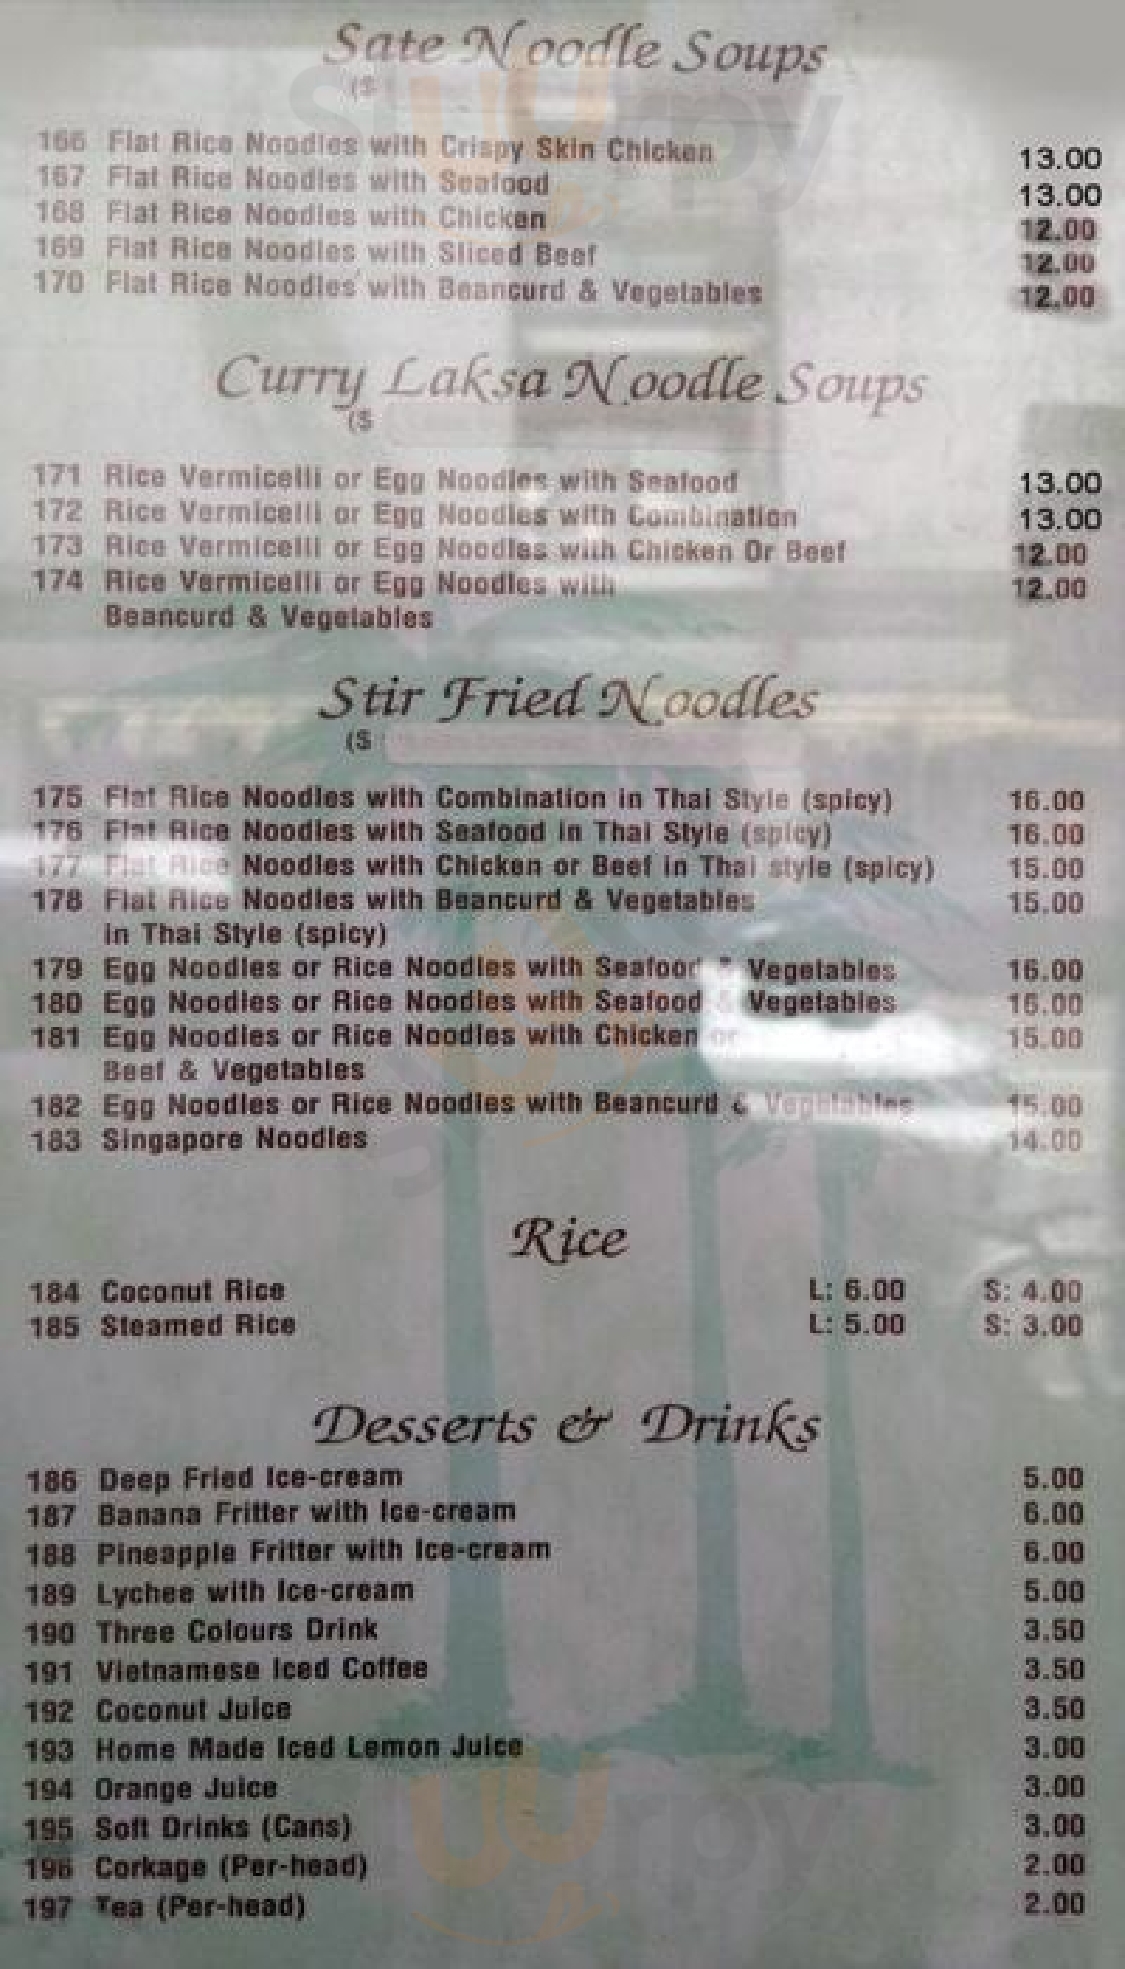 Sate Noodle Soups
($
166 Flat Rice Noodles with Crispy Skin Chicken 13.00
167 Flat Rice Noodles with Seafood 13.00
168 Flat Rice Noodles with Chicken 12.00
169 Flat Rice Noodles with Sliced Beef 12.00
170 Flat Rice Noodles with Beancurd & Vegetables 12.00
Curry Laksa Noodle Soups
($
171 Rice Vermicelli or Egg Noodles with Seafood 13.00
172 Rice Vermicelli or Egg Noodles with Combination 13.00
173 Rice Vermicelli or Egg Noodles with Chicken Or Beef 12.00
174 Rice Vermicelli or Egg Noodles with 12.00
Beancurd & Vegetables
Stir Fried Noodles
($
175 Flat Rice Noodles with Combination in Thai Style (spicy) 16.00
176 Flat Rice Noodles with Seafood in Thai Style (spicy) 16.00
177 Flat Rice Noodles with Chicken or Beef in Thai style (spicy) 15.00
178 Flat Rice Noodles with Beancurd & Vegetables 15.00
in Thai Style (spicy)
179 Egg Noodles or Rice Noodles with Seafood & Vegetables 16.00
180 Egg Noodles or Rice Noodles with Seafood & Vegetables 16.00
181 Egg Noodles or Rice Noodles with Chicken or 15.00
Beef & Vegetables
182 Egg Noodles or Rice Noodles with Beancurd & Vegetables 15.00
183 Singapore Noodles 14.00
Rice
184 Coconut Rice L: 6.00 S: 4.00
185 Steamed Rice L: 5.00 S: 3.00
Desserts & Drinks
186 Deep Fried Ice-cream 5.00
187 Banana Fritter with Ice-cream 6.00
188 Pineapple Fritter with Ice-cream 6.00
189 Lychee with Ice-cream 5.00
190 Three Colours Drink 3.50
191 Vietnamese Iced Coffee 3.50
192 Coconut Juice 3.50
193 Home Made Iced Lemon Juice 3.00
194 Orange Juice 3.00
195 Soft Drinks (Cans) 3.00
196 Corkage (Per-head) 2.00
197 Tea (Per-head) 2.00